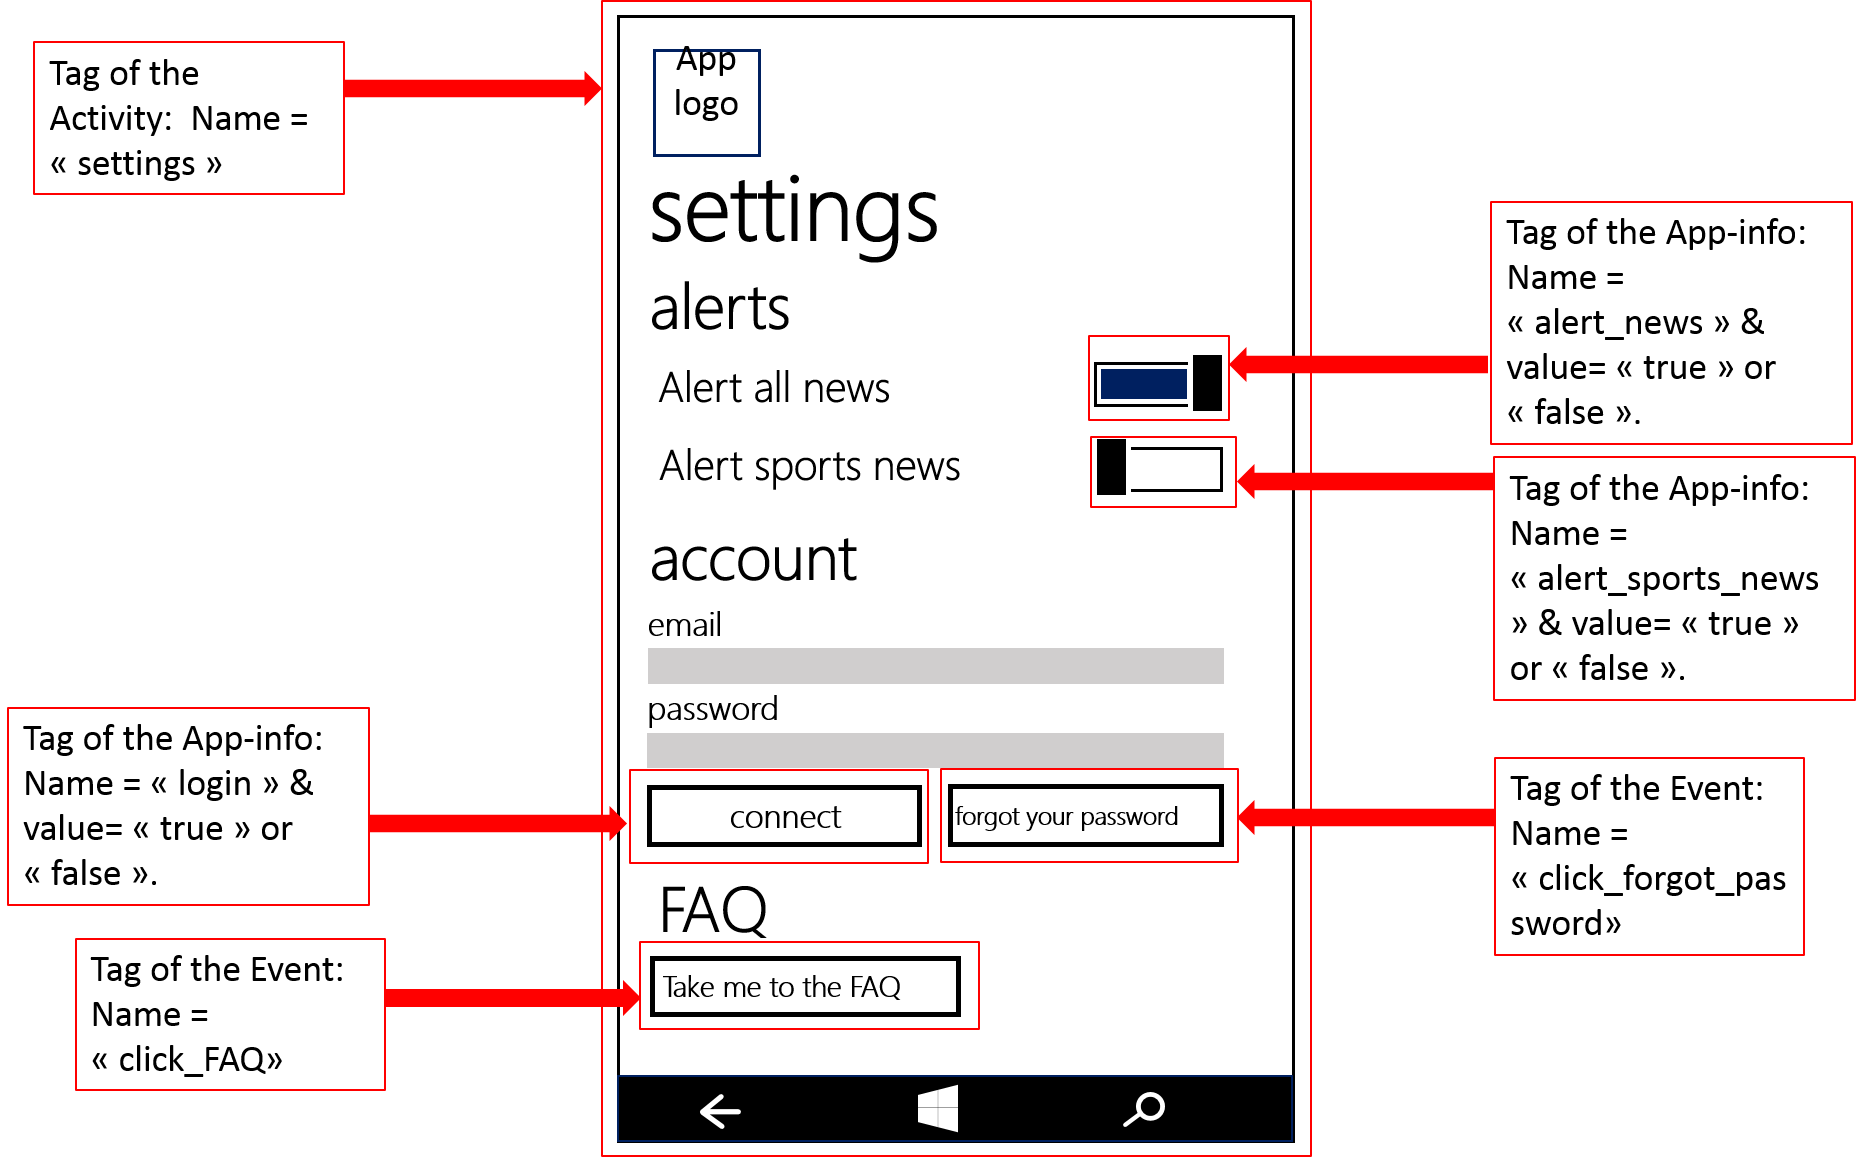 Tag of the
Activity:  Name =
« settings »
App
logo
settings
alerts
Alert all news
Alert sports news
account
email
password
connect
forgot your password
FAQ
Take me to the FAQ
Tag of the App-info:
Name =
« alert_news » &
value= « true » or
« false ».
Tag of the App-info:
Name =
« alert_sports_news
» & value= « true »
or « false ».
Tag of the App-info:
Name = « login » &
value= « true » or
« false ».
Tag of the Event:
Name =
« click_forgot_pas
sword»
Tag of the Event:
Name =
« click_FAQ»